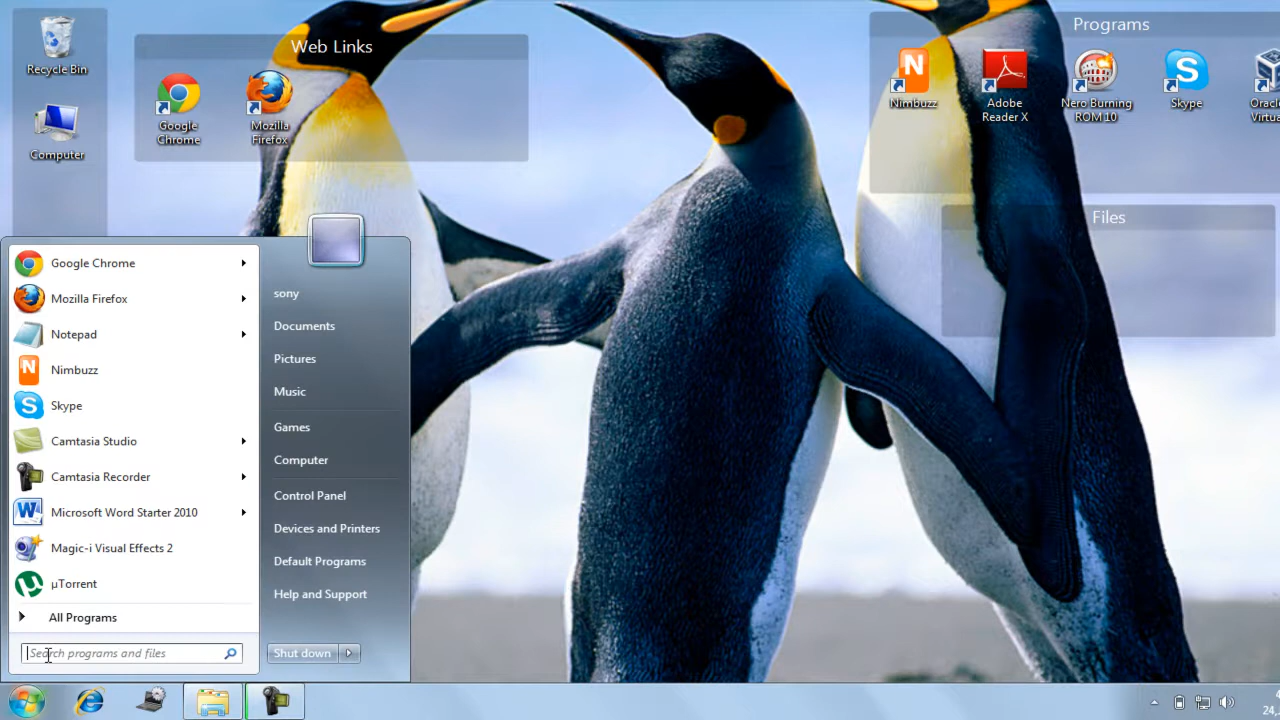 Recycle Bin
Computer
Web Links
Google
Chrome
Mozilla
Firefox
Programs
Nimbuzz
Adobe
Reader X
Nero Burning
ROM 10
Skype
Files
Google Chrome
Mozilla Firefox
Notepad
Nimbuzz
Skype
Camtasia Studio
Camtasia Recorder
Microsoft Word Starter 2010
Magic-i Visual Effects 2
µTorrent
All Programs
Search programs and files
sony
Documents
Pictures
Music
Games
Computer
Control Panel
Devices and Printers
Default Programs
Help and Support
Shut down